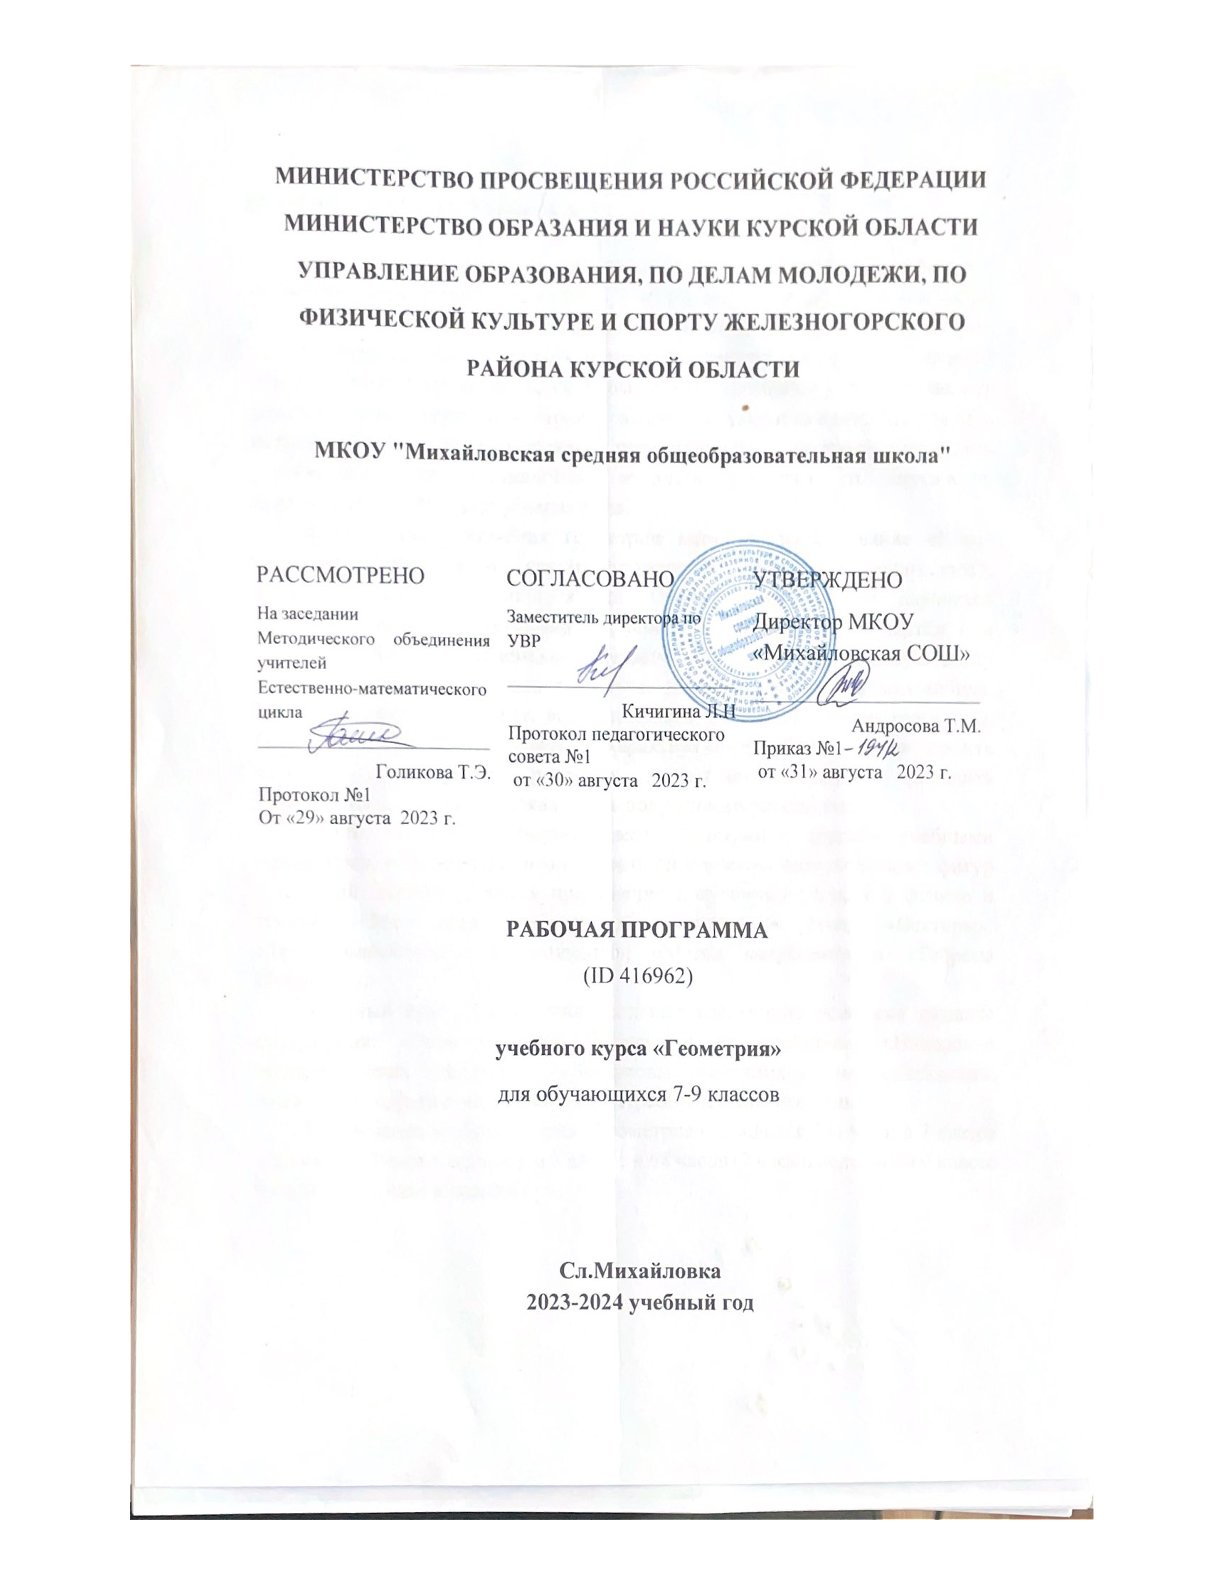 МИНИСТЕРСТВО ПРОСВЕЩЕНИЯ РОССИЙСКОЙ ФЕДЕРАЦИИ
МИНИСТЕРСТВО ОБРАЗАНИЯ И НАУКИ КУРСКОЙ ОБЛАСТИ
УПРАВЛЕНИЕ ОБРАЗОВАНИЯ, ПО ДЕЛАМ МОЛОДЕЖИ, ПО
ФИЗИЧЕСКОЙ КУЛЬТУРЕ И СПОРТУ ЖЕЛЕЗНОГОРСКОГО
РАЙОНА КУРСКОЙ ОБЛАСТИ
МКОУ "Михайловская средняя общеобразовательная школа"
РАССМОТРЕНО
На заседании
Методического объединения
учителей
Естественно-математического
цикла
Голикова Т.Э.
Протокол №1
От «29» августа 2023 г.
СОГЛАСОВАНО
Заместитель директора по
УВР
Кичигина Л.Н
Протокол педагогического
совета №1
от «30» августа 2023 г.
УТВЕРЖДЕНО
Директор МКОУ
«Михайловская СОШ»
Андросова Т.М.
Приказ №1-
от «31» августа 2023 г.
РАБОЧАЯ ПРОГРАММА
(ID 416962)
учебного курса «Геометрия»
для обучающихся 7-9 классов
Сл.Михайловка
2023-2024 учебный год